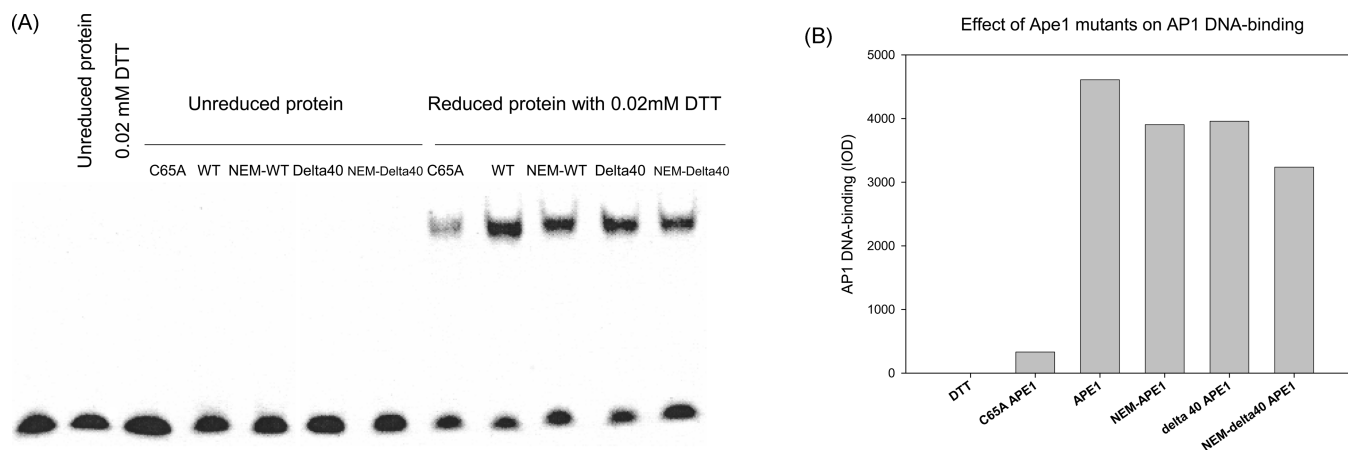 (A)
Unreduced protein
0.02 mM DTT
Unreduced protein
Reduced protein with 0.02mM DTT
C65A WT NEM-WT Delta40 NEM-Delta40 C65A WT NEM-WT Delta40 NEM-Delta40
(B)
Effect of Ape1 mutants on AP1 DNA-binding
AP1 DNA-binding (IOD)
5000
4000
3000
2000
1000
0
DTT
C65A APE1
APE1
NEM-APE1
delta 40 APE1
NEM-delta40 APE1